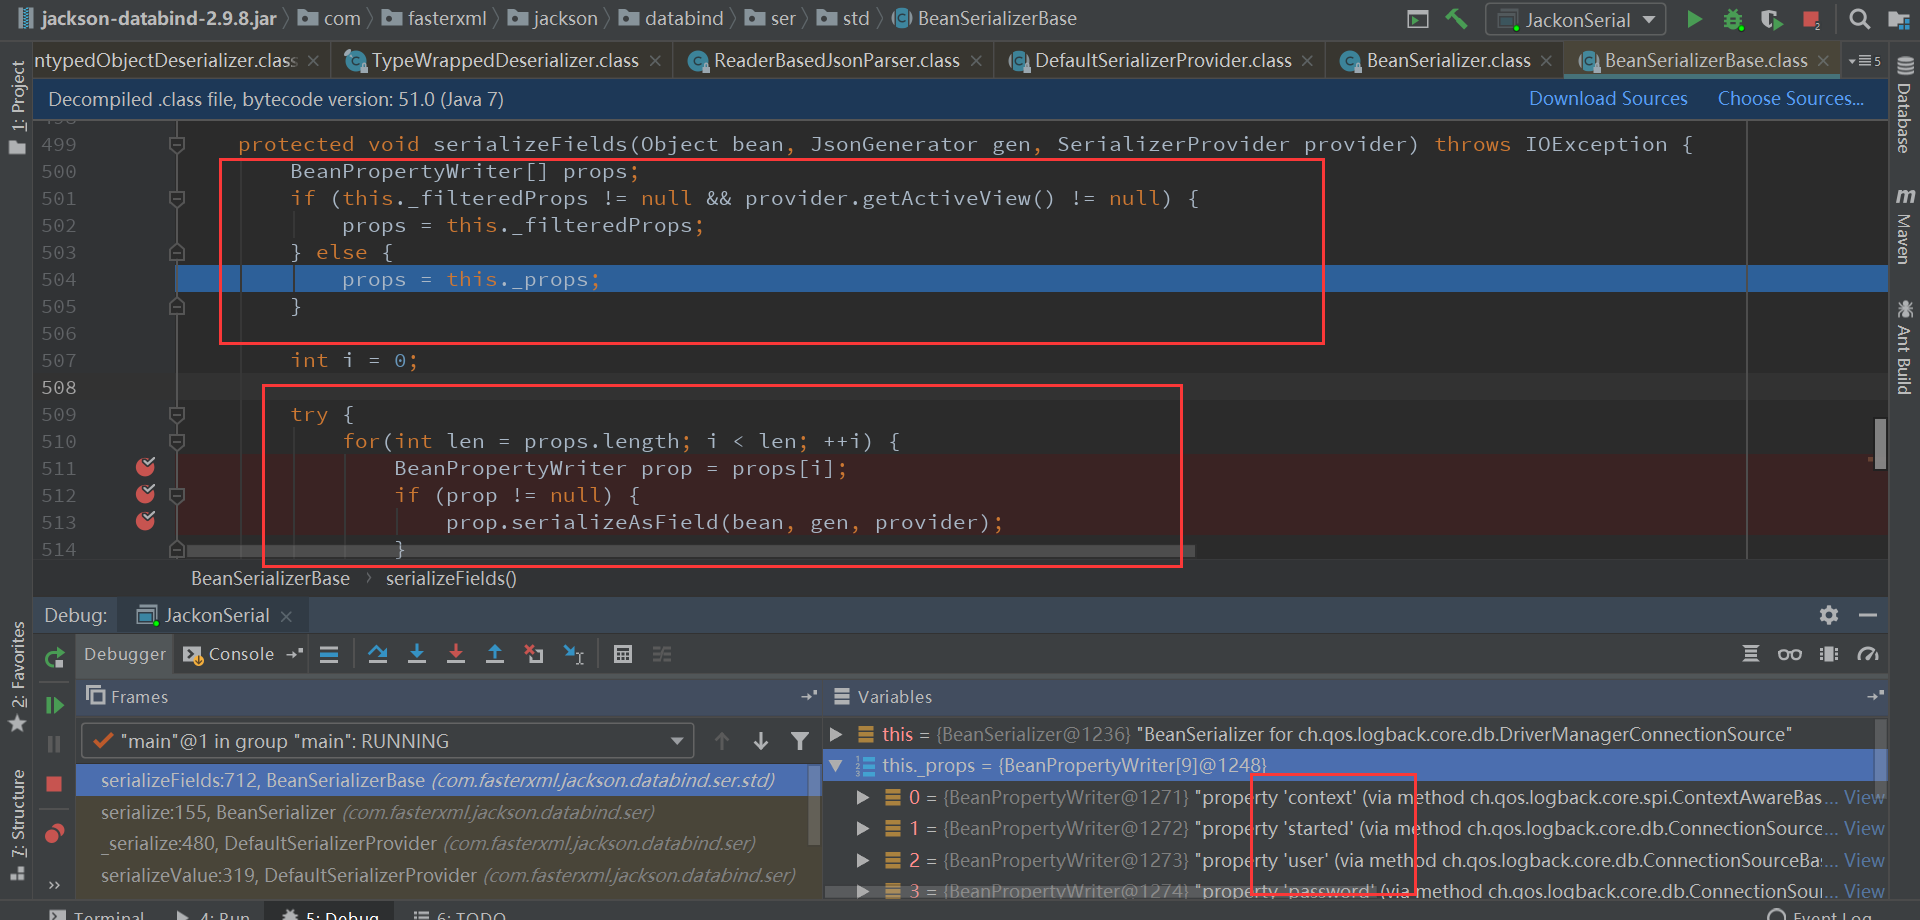 jackson-databind-2.9.8.jar com fasterxml jackson databind ser std BeanSerializerBase JackonSerial 2
ntypedObjectDeserializer.class TypeWrappedDeserializer.class ReaderBasedJsonParser.class DefaultSerializerProvider.class BeanSerializer.class BeanSerializerBase.class 5
Decompiled .class file, bytecode version: 51.0 (Java 7) Download Sources Choose Sources...
498
499 protected void serializeFields(Object bean, JsonGenerator gen, SerializerProvider provider) throws IOException {
500 BeanPropertyWriter[] props;
501 if (this._filteredProps != null && provider.getActiveView() != null) {
502 props = this._filteredProps;
503 } else {
504 props = this._props;
505 }
506
507 int i = 0;
508
509 try {
510 for(int len = props.length; i < len; ++i) {
511 BeanPropertyWriter prop = props[i];
512 if (prop != null) {
513 prop.serializeAsField(bean, gen, provider);
514 }
BeanSerializerBase › serializeFields()
1: Project
2: Favorites
7: Structure
Database
Maven
Ant Build
Debug: JackonSerial
Debugger Console
Frames
"main"@1 in group "main": RUNNING
serializeFields:712, BeanSerializerBase (com.fasterxml.jackson.databind.ser.std)
serialize:155, BeanSerializer (com.fasterxml.jackson.databind.ser)
_serialize:480, DefaultSerializerProvider (com.fasterxml.jackson.databind.ser)
serializeValue:319, DefaultSerializerProvider (com.fasterxml.jackson.databind.ser)
Variables
this = {BeanSerializer@1236} "BeanSerializer for ch.qos.logback.core.db.DriverManagerConnectionSource"
this._props = {BeanPropertyWriter[9]@1248}
0 = {BeanPropertyWriter@1271} "property 'context' (via method ch.qos.logback.core.spi.ContextAwareBas... View
1 = {BeanPropertyWriter@1272} "property 'started' (via method ch.qos.logback.core.db.ConnectionSource... View
2 = {BeanPropertyWriter@1273} "property 'user' (via method ch.qos.logback.core.db.ConnectionSourceBa... View
3 = {BeanPropertyWriter@1274} "property 'password' (via method ch.qos.logback.core.db.ConnectionSou... View
Terminal 4: Run 5: Debug 6: TODO Event Log